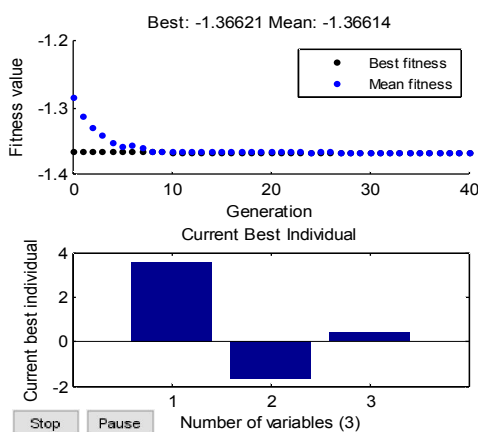 Best: -1.36621 Mean: -1.36614
-1.2
-1.3
-1.4
Fitness value
Best fitness
Mean fitness
0
10
20
30
40
Generation
Current Best Individual
4
2
0
-2
Current best individual
1
2
3
Number of variables (3)
Stop
Pause